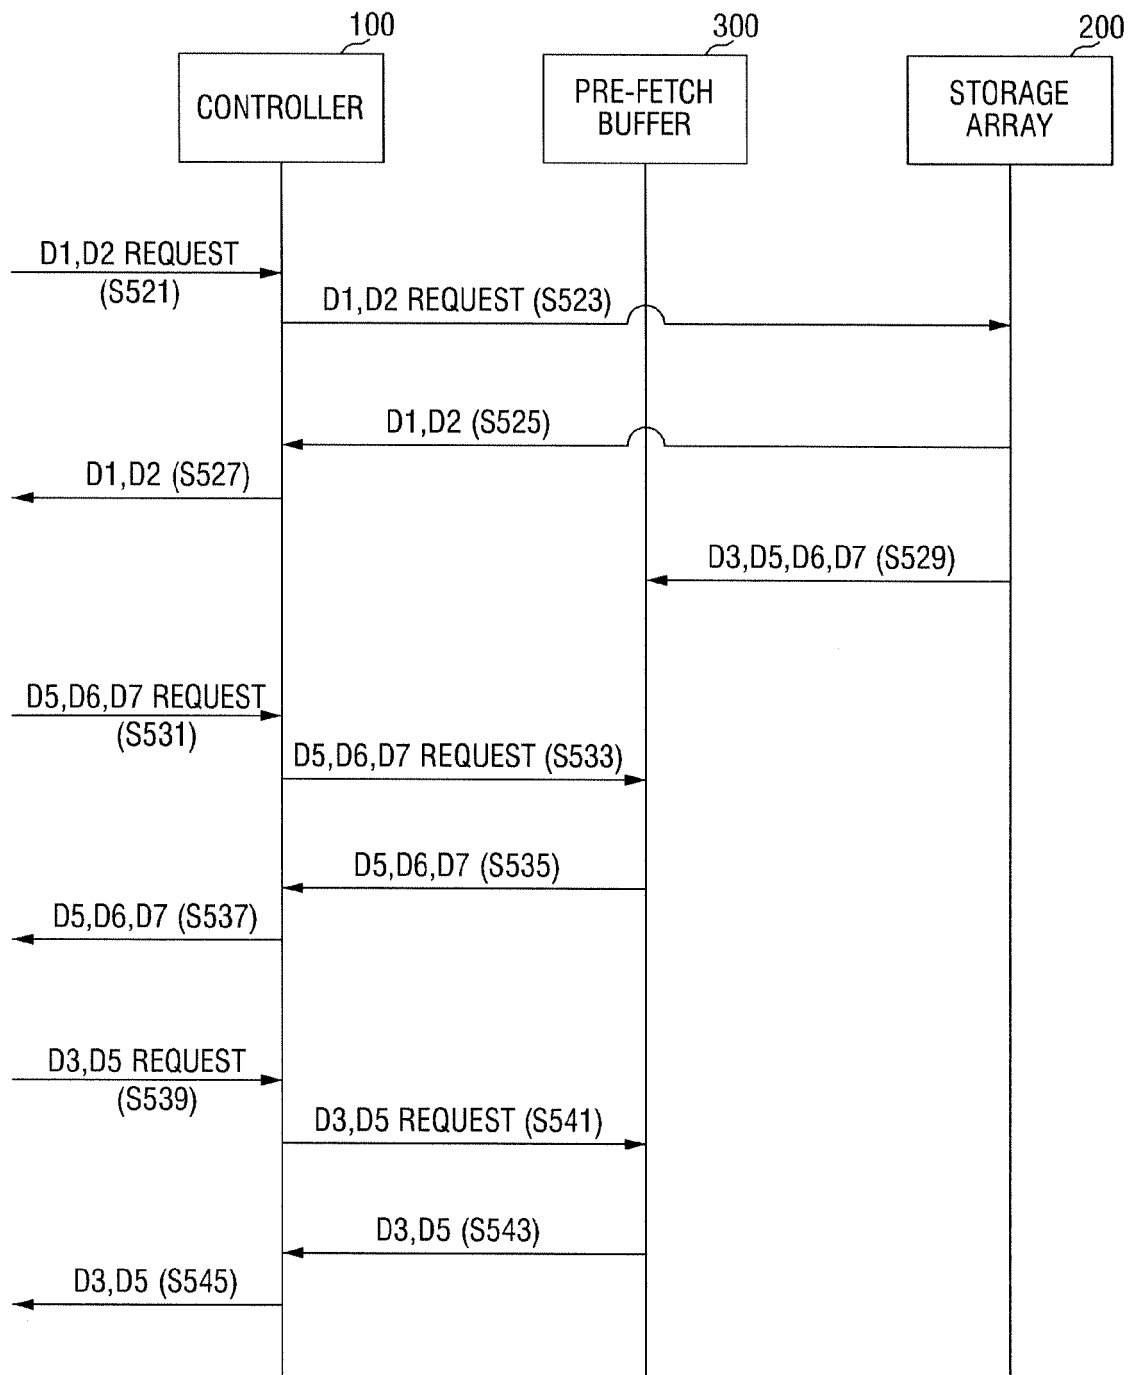 100
300
200
CONTROLLER
PRE-FETCH
BUFFER
STORAGE
ARRAY
D1,D2 REQUEST
(S521)
D1,D2 REQUEST (S523)
D1,D2 (S525)
D1,D2 (S527)
D3,D5,D6,D7 (S529)
D5,D6,D7 REQUEST
(S531)
D5,D6,D7 REQUEST (S533)
D5,D6,D7 (S535)
D5,D6,D7 (S537)
D3,D5 REQUEST
(S539)
D3,D5 REQUEST (S541)
D3,D5 (S543)
D3,D5 (S545)